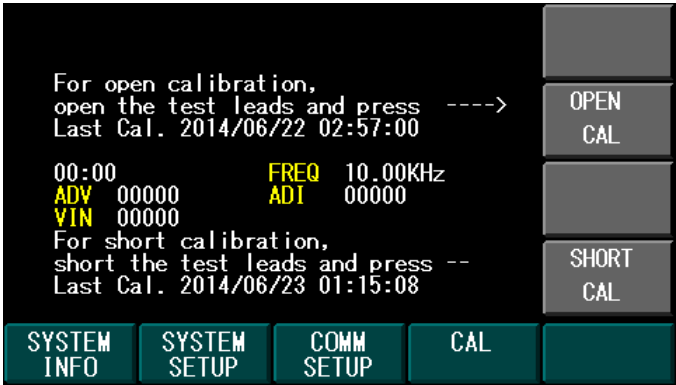 For open calibration,
open the test leads and press ---->
Last Cal. 2014/06/22 02:57:00
OPEN
CAL
00:00 FREQ 10.00KHz
ADV 00000 ADI 00000
VIN 00000
For short calibration,
short the test leads and press --
Last Cal. 2014/06/23 01:15:08
SHORT
CAL
SYSTEM
INFO
SYSTEM
SETUP
COMM
SETUP
CAL